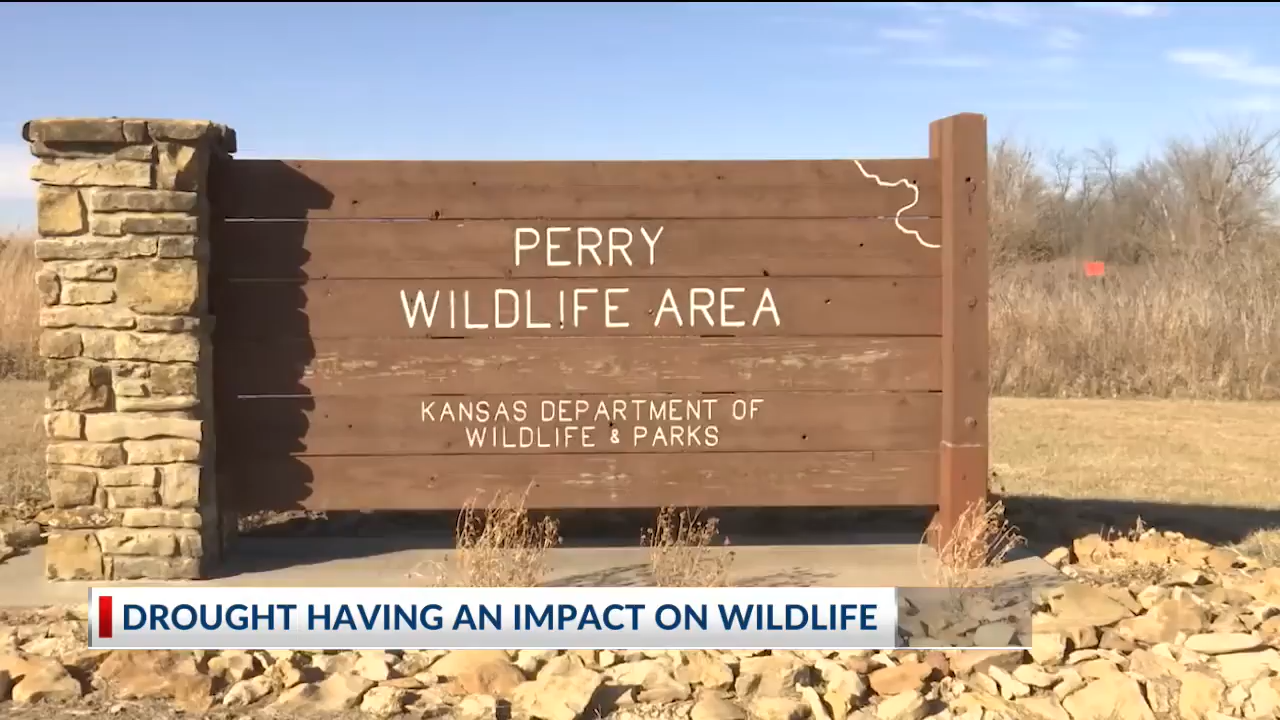 PERRY
WILDLIFE AREA
KANSAS DEPARTMENT OF
WILDLIFE & PARKS
DROUGHT HAVING AN IMPACT ON WILDLIFE